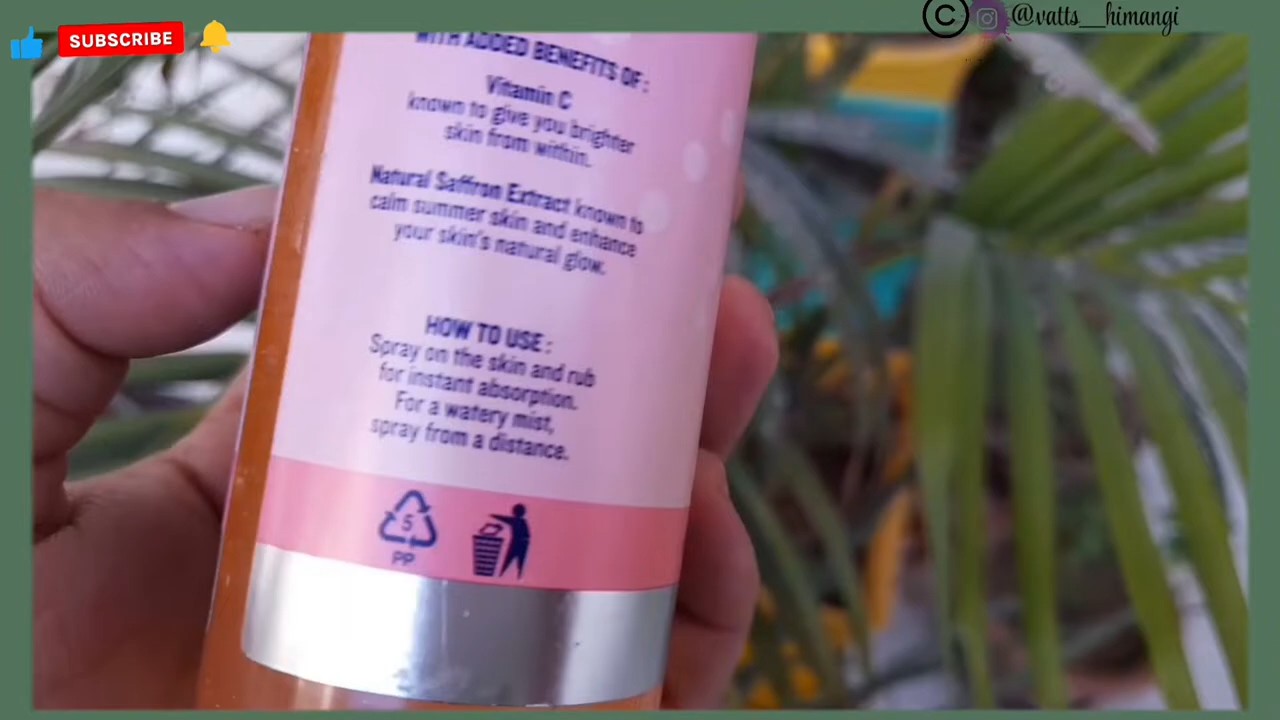 SUBSCRIBE
© @vatts__himangi
WITH ADDED BENEFITS OF :
Vitamin C
known to give you brighter
skin from within.
Natural Saffron Extract known to
calm summer skin and enhance
your skin's natural glow.
HOW TO USE :
Spray on the skin and rub
for instant absorption.
For a watery mist,
spray from a distance.
5
PP